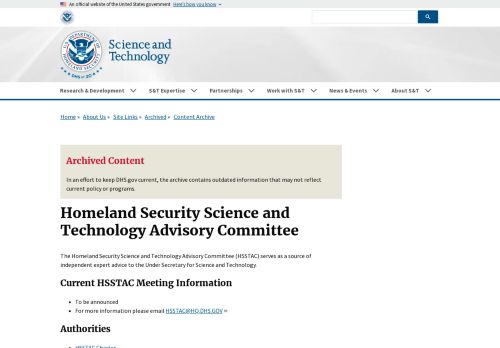 An official website of the United States government Here's how you know
Science and
Technology
Research & Development
S&T Expertise
Partnerships
Work with S&T
News & Events
About S&T
Home » About Us » Site Links » Archived » Content Archive
Archived Content
In an effort to keep DHS.gov current, the archive contains outdated information that may not reflect
current policy or programs.
Homeland Security Science and
Technology Advisory Committee
The Homeland Security Science and Technology Advisory Committee (HSSTAC) serves as a source of
independent expert advice to the Under Secretary for Science and Technology.
Current HSSTAC Meeting Information
• To be announced
• For more information please email HSSTAC@HQ.DHS.GOV
Authorities
HSSTAC Charter